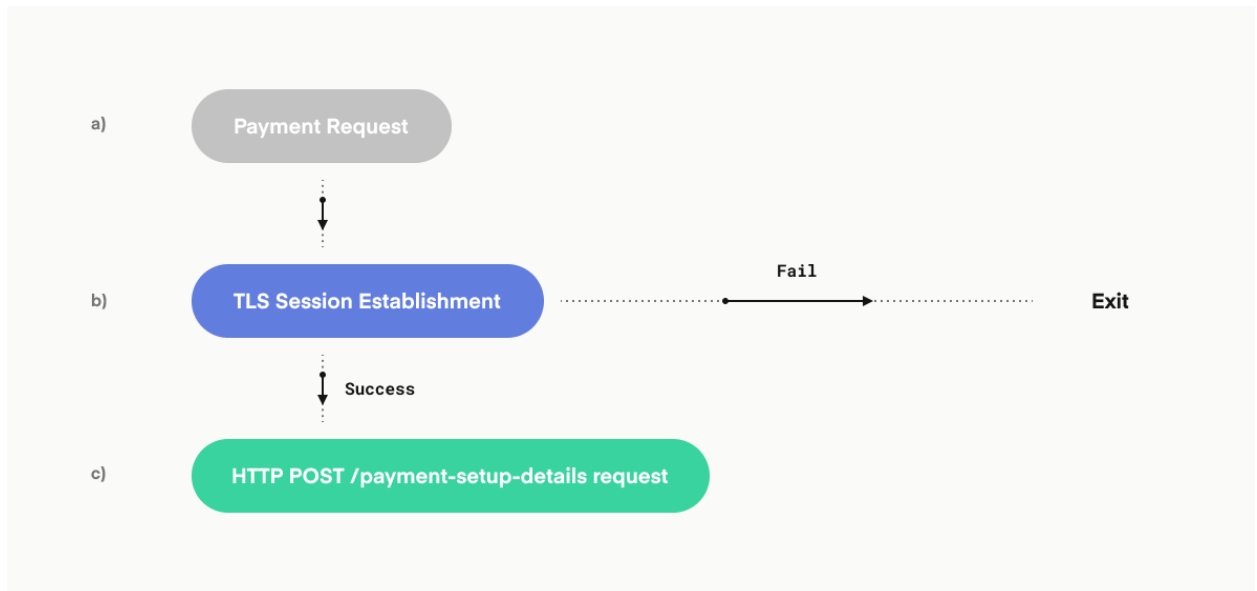 a)
Payment Request
b)
TLS Session Establishment
Fail
Exit
Success
c)
HTTP POST /payment-setup-details request